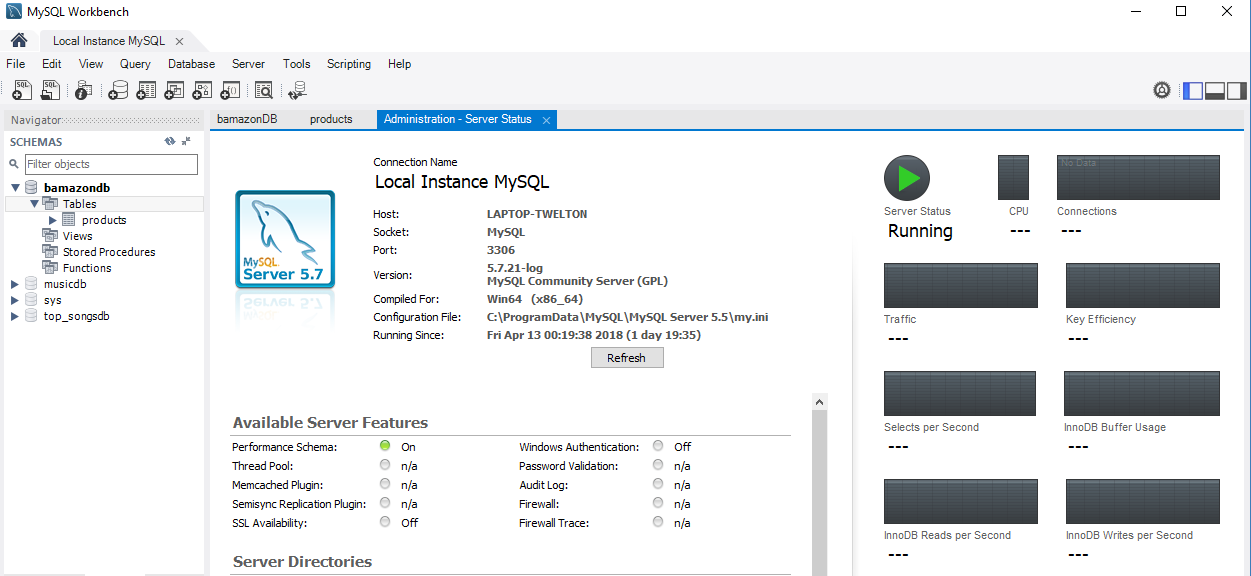 MySQL Workbench
Local Instance MySQL
File Edit View Query Database Server Tools Scripting Help
Navigator
SCHEMAS
Filter objects
bamazondb
Tables
products
Views
Stored Procedures
Functions
musicdb
sys
top_songsdb
bamazonDB products Administration - Server Status
Connection Name
Local Instance MySQL
MySQL
Server 5.7
Host: LAPTOP-TWELTON
Socket: MySQL
Port: 3306
Version: 5.7.21-log
MySQL Community Server (GPL)
Compiled For: Win64 (x86_64)
Configuration File: C:\ProgramData\MySQL\MySQL Server 5.5\my.ini
Running Since: Fri Apr 13 00:19:38 2018 (1 day 19:35)
Refresh
Available Server Features
Performance Schema: On Windows Authentication: Off
Thread Pool: n/a Password Validation: n/a
Memcached Plugin: n/a Audit Log: n/a
Semisync Replication Plugin: n/a Firewall: n/a
SSL Availability: Off Firewall Trace: n/a
Server Directories
No Data
Server Status CPU Connections
Running --- ---
Traffic Key Efficiency
--- ---
Selects per Second InnoDB Buffer Usage
--- ---
InnoDB Reads per Second InnoDB Writes per Second
--- ---